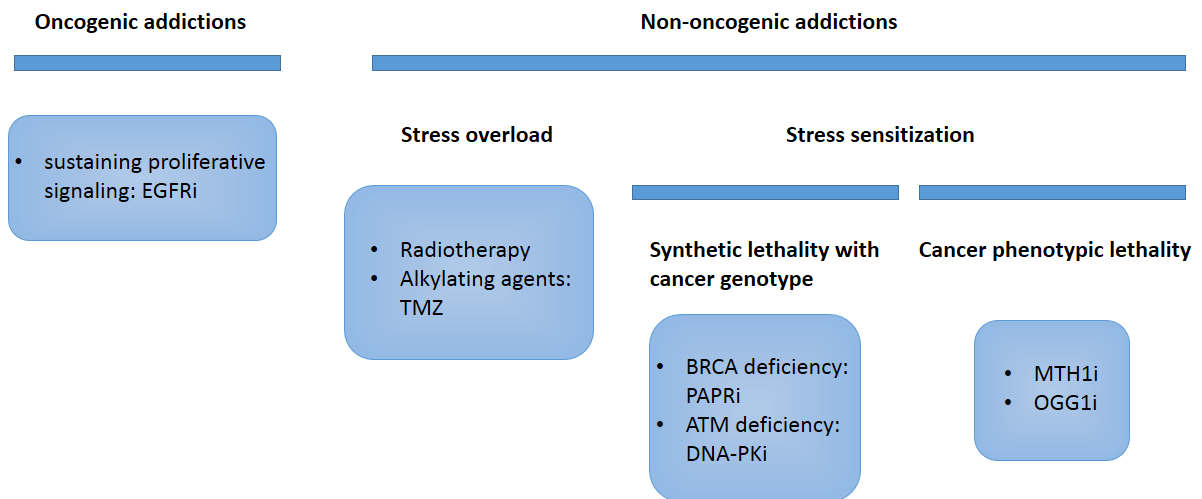 Oncogenic addictions
Non-oncogenic addictions
• sustaining proliferative
signaling: EGFRi
Stress overload
• Radiotherapy
• Alkylating agents:
TMZ
Stress sensitization
Synthetic lethality with
cancer genotype
• BRCA deficiency:
PAPRi
• ATM deficiency:
DNA-PKi
Cancer phenotypic lethality
• MTH1i
• OGG1i